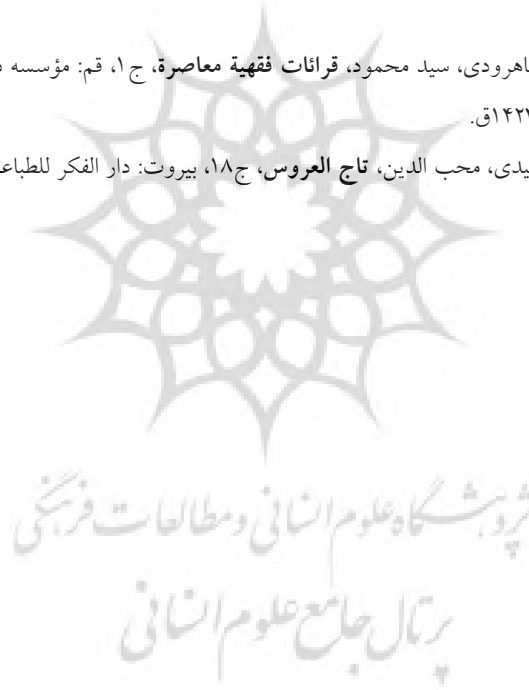 اهرودی، سید محمود، قرائات فقهیة معاصرة، ج۱، قم: مؤسسه
۱۴۲ق.
یدی، محب الدین، تاج العروس، ج۱۸، بیروت: دار الفکر للطباع
پژوهشگاه علوم انسانی و مطالعات فرهنگی
پرتال جامع علوم انسانی